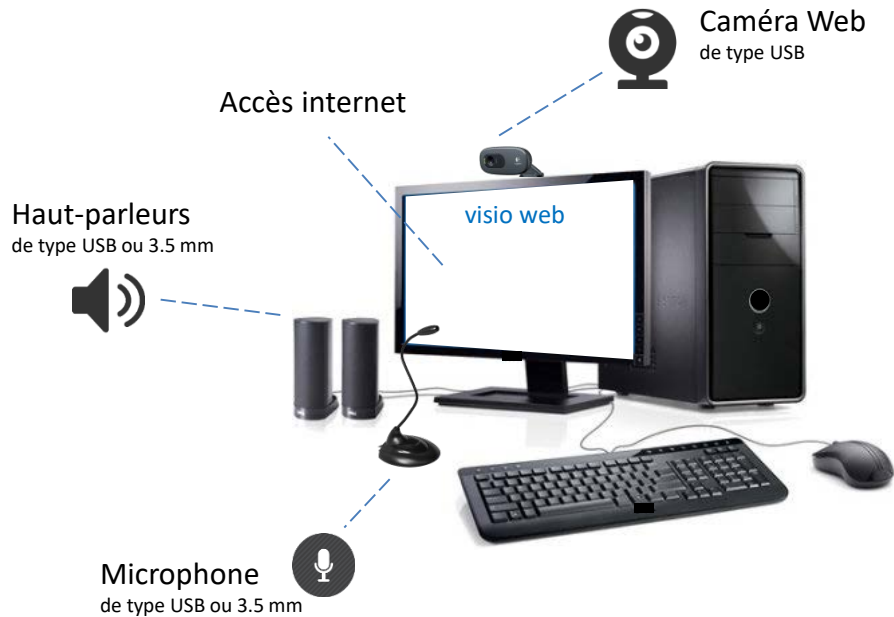 Caméra Web
de type USB
Accès internet
visio web
Haut-parleurs
de type USB ou 3.5 mm
Microphone
de type USB ou 3.5 mm